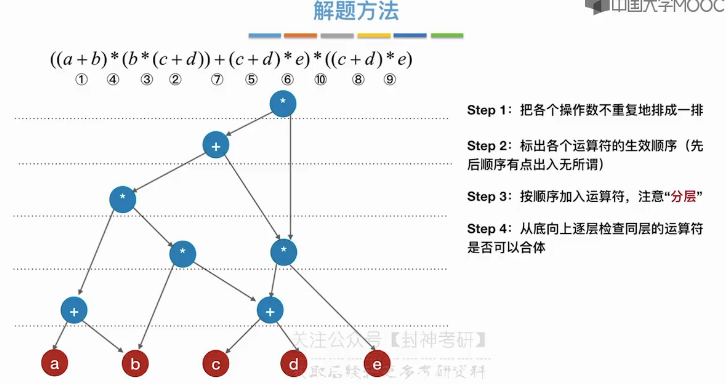 解题方法
中国大学MOOC
((a+b)*(b*(c+d))+(c+d)*e)*((c+d)*e)
① ④ ③ ② ⑦ ⑤ ⑥ ⑩ ⑧ ⑨
*
+
*
*
*
+
+
a b c d e
Step 1：把各个操作数不重复地排成一排
Step 2：标出各个运算符的生效顺序（先
后顺序有点出入无所谓）
Step 3：按顺序加入运算符，注意“分层”
Step 4：从底向上逐层检查同层的运算符
是否可以合体
关注公众号【封神考研】
获取后续更多考研资料